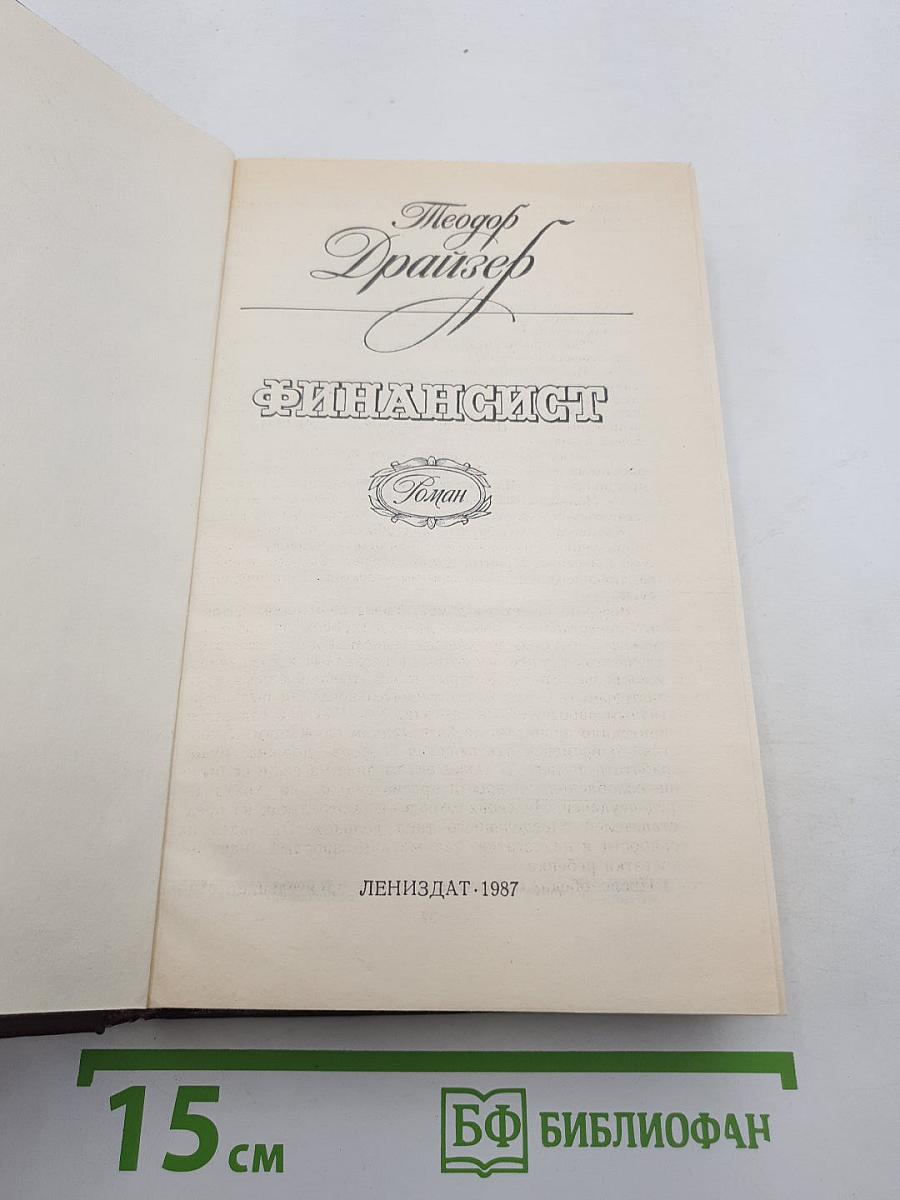 Теодор
Драйзер
ФИНАНСИСТ
Роман
ЛЕНИЗДАТ · 1987
15 см
БФ БИБЛИОФАН